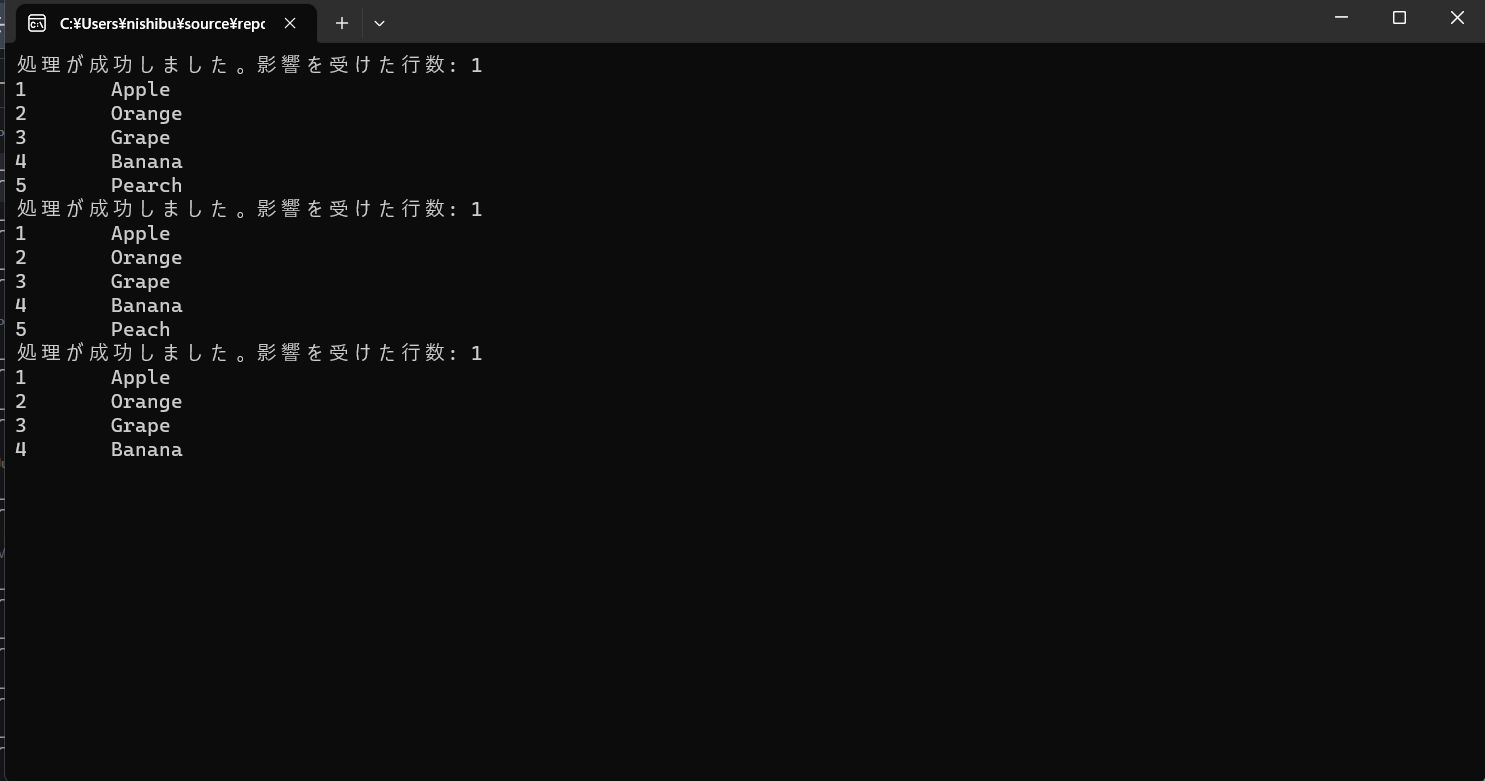 C:¥Users¥nishibu¥source¥repo
処理が成功しました。影響を受けた行数: 1
1 Apple
2 Orange
3 Grape
4 Banana
5 Pearch
処理が成功しました。影響を受けた行数: 1
1 Apple
2 Orange
3 Grape
4 Banana
5 Peach
処理が成功しました。影響を受けた行数: 1
1 Apple
2 Orange
3 Grape
4 Banana